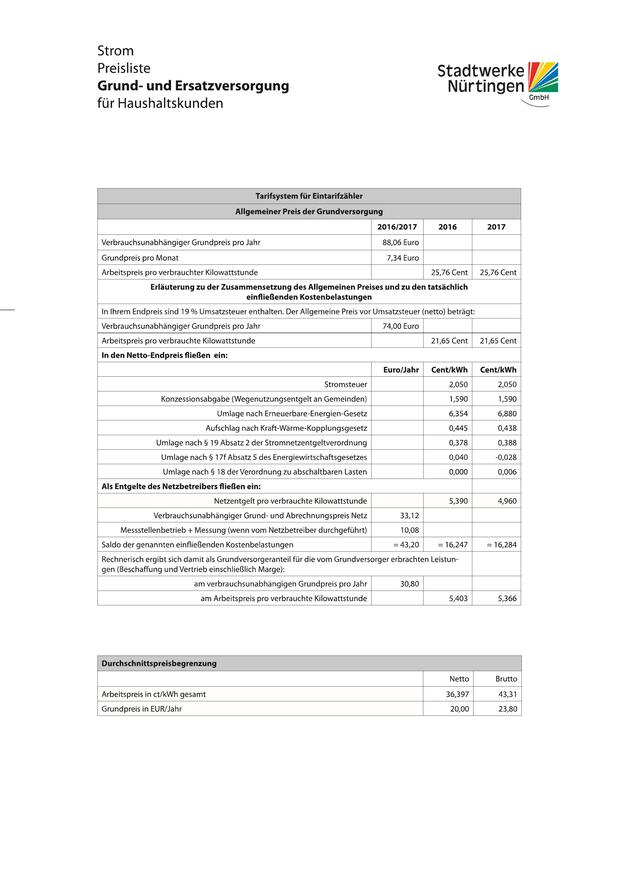 Strom
Preisliste
Grund- und Ersatzversorgung
für Haushaltskunden
Stadtwerke
Nürtingen
GmbH
Tarifsystem für Eintarifzähler
Allgemeiner Preis der Grundversorgung
2016/2017 2016 2017
Verbrauchsunabhängiger Grundpreis pro Jahr 88,06 Euro
Grundpreis pro Monat 7,34 Euro
Arbeitspreis pro verbrauchter Kilowattstunde 25,76 Cent 25,76 Cent
Erläuterung zu der Zusammensetzung des Allgemeinen Preises und zu den tatsächlich
einfließenden Kostenbelastungen
In Ihrem Endpreis sind 19 % Umsatzsteuer enthalten. Der Allgemeine Preis vor Umsatzsteuer (netto) beträgt:
Verbrauchsunabhängiger Grundpreis pro Jahr 74,00 Euro
Arbeitspreis pro verbrauchte Kilowattstunde 21,65 Cent 21,65 Cent
In den Netto-Endpreis fließen ein:
Euro/Jahr Cent/kWh Cent/kWh
Stromsteuer 2,050 2,050
Konzessionsabgabe (Wegenutzungsentgelt an Gemeinden) 1,590 1,590
Umlage nach Erneuerbare-Energien-Gesetz 6,354 6,880
Aufschlag nach Kraft-Wärme-Kopplungsgesetz 0,445 0,438
Umlage nach § 19 Absatz 2 der Stromnetzentgeltverordnung 0,378 0,388
Umlage nach § 17f Absatz 5 des Energiewirtschaftsgesetzes 0,040 -0,028
Umlage nach § 18 der Verordnung zu abschaltbaren Lasten 0,000 0,006
Als Entgelte des Netzbetreibers fließen ein:
Netzentgelt pro verbrauchte Kilowattstunde 5,390 4,960
Verbrauchsunabhängiger Grund- und Abrechnungspreis Netz 33,12
Messstellenbetrieb + Messung (wenn vom Netzbetreiber durchgeführt) 10,08
Saldo der genannten einfließenden Kostenbelastungen = 43,20 = 16,247 = 16,284
Rechnerisch ergibt sich damit als Grundversorgeranteil für die vom Grundversorger erbrachten Leistun-
gen (Beschaffung und Vertrieb einschließlich Marge):
am verbrauchsunabhängigen Grundpreis pro Jahr 30,80
am Arbeitspreis pro verbrauchte Kilowattstunde 5,403 5,366
Durchschnittspreisbegrenzung
Netto Brutto
Arbeitspreis in ct/kWh gesamt 36,397 43,31
Grundpreis in EUR/Jahr 20,00 23,80